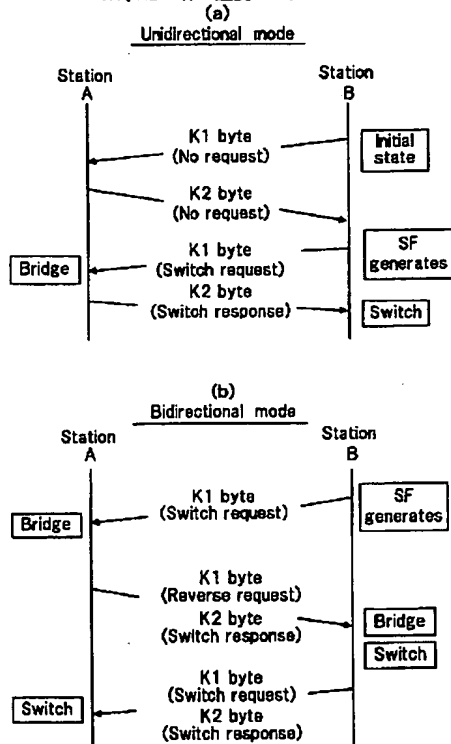 (a)
Unidirectional mode
Station
A
Station
B
K1 byte
(No request)
Initial
state
K2 byte
(No request)
K1 byte
(Switch request)
SF
generates
Bridge
K2 byte
(Switch response)
Switch
(b)
Bidirectional mode
Station
A
Station
B
K1 byte
(Switch request)
SF
generates
Bridge
K1 byte
(Reverse request)
K2 byte
(Switch response)
Bridge
Switch
K1 byte
(Switch request)
Switch
K2 byte
(Switch response)